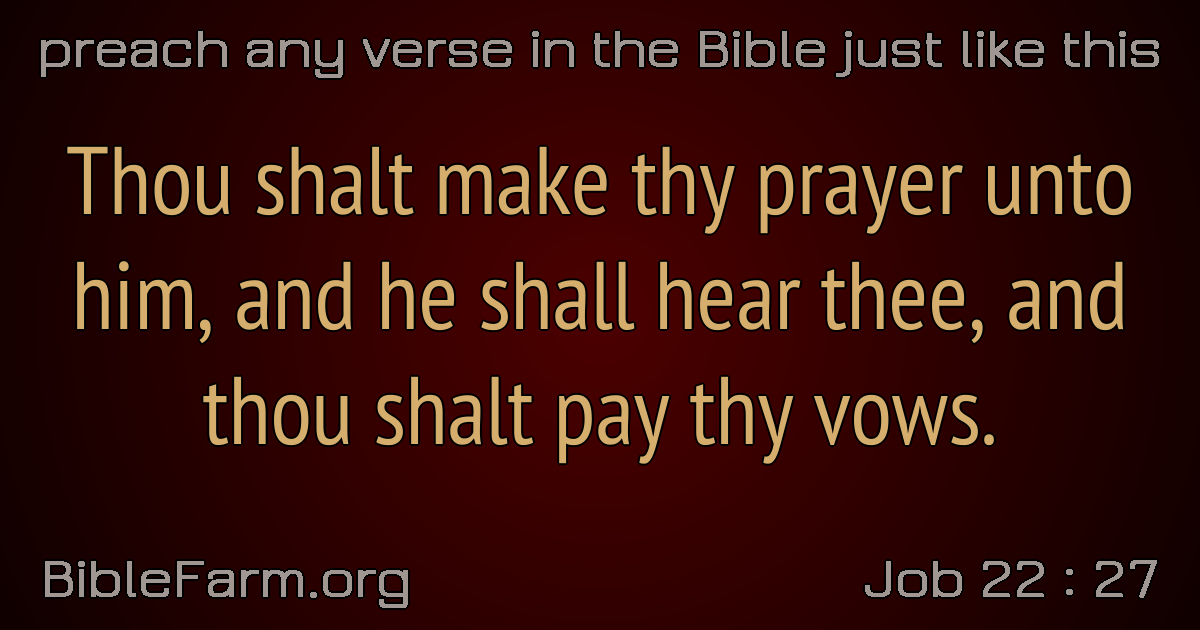 preach any verse in the Bible just like this
Thou shalt make thy prayer unto
him, and he shall hear thee, and
thou shalt pay thy vows.
BibleFarm.org
Job 22 : 27